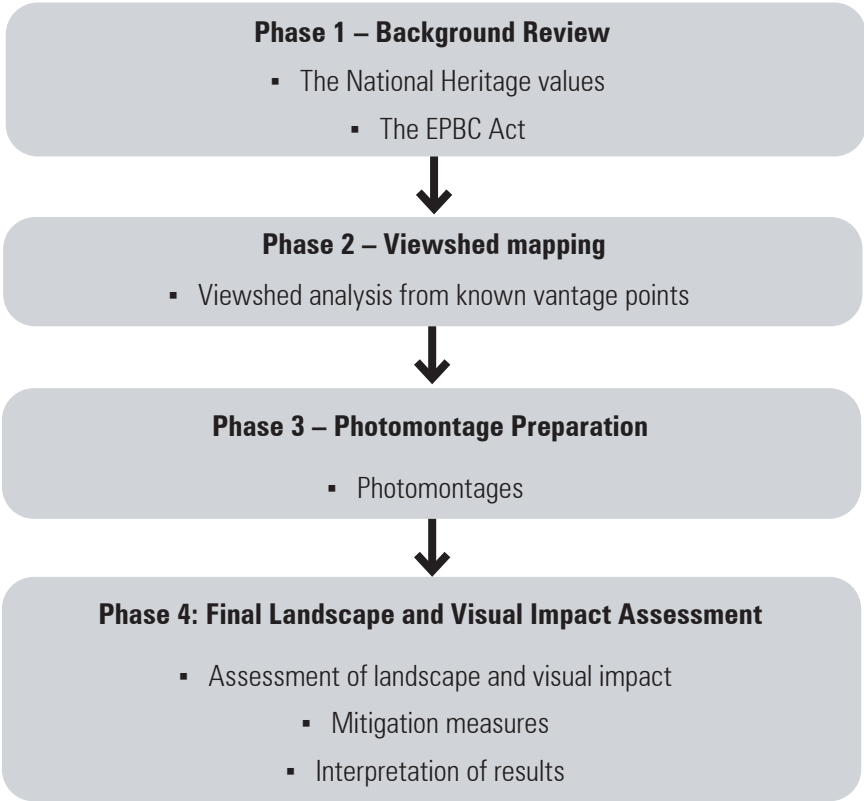 Phase 1 – Background Review
▪ The National Heritage values
▪ The EPBC Act
Phase 2 – Viewshed mapping
▪ Viewshed analysis from known vantage points
Phase 3 – Photomontage Preparation
▪ Photomontages
Phase 4: Final Landscape and Visual Impact Assessment
▪ Assessment of landscape and visual impact
▪ Mitigation measures
▪ Interpretation of results